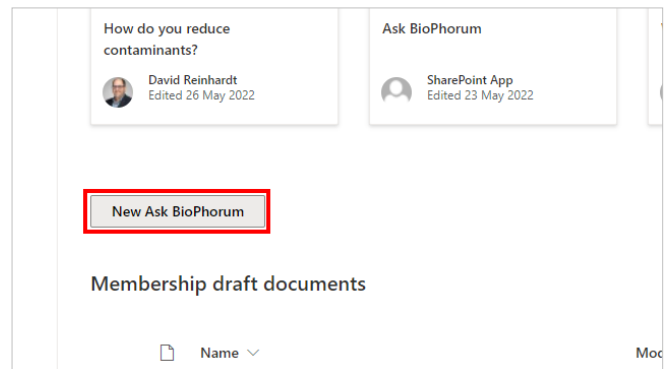 How do you reduce
contaminants?
David Reinhardt
Edited 26 May 2022
Ask BioPhorum
SharePoint App
Edited 23 May 2022
New Ask BioPhorum
Membership draft documents
Name